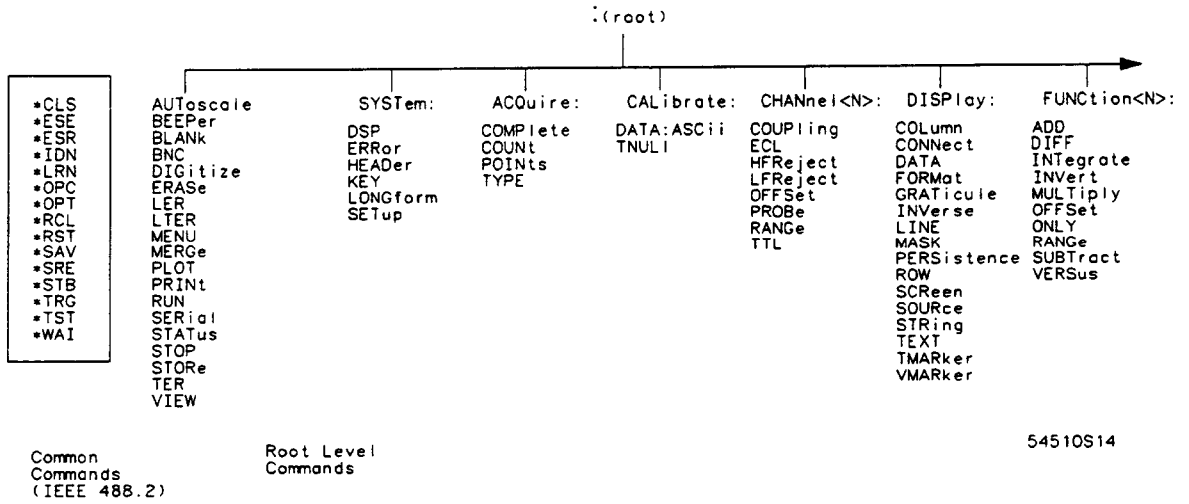 :(root)
*CLS
*ESE
*ESR
*IDN
*LRN
*OPC
*OPT
*RCL
*RST
*SAV
*SRE
*STB
*TRG
*TST
*WAI
Common
Commands
(IEEE 488.2)
AUToscale
BEEPer
BLANk
BNC
DIGitize
ERASe
LER
LTER
MENU
MERGe
PLOT
PRINt
RUN
SERial
STATus
STOP
STORe
TER
VIEW
Root Level
Commands
SYSTem:
DSP
ERRor
HEADer
KEY
LONGform
SETup
ACQuire:
COMPlete
COUNt
POINts
TYPE
CALibrate:
DATA:ASCii
TNULl
CHANnel<N>:
COUPling
ECL
HFReject
LFReject
OFFSet
PROBe
RANGe
TTL
DISPlay:
COLumn
CONNect
DATA
FORMat
GRATicule
INVerse
LINE
MASK
PERSistence
ROW
SCReen
SOURce
STRing
TEXT
TMARker
VMARker
FUNCtion<N>:
ADD
DIFF
INTegrate
INVert
MULTiply
OFFSet
ONLY
RANGe
SUBTract
VERSus
54510S14